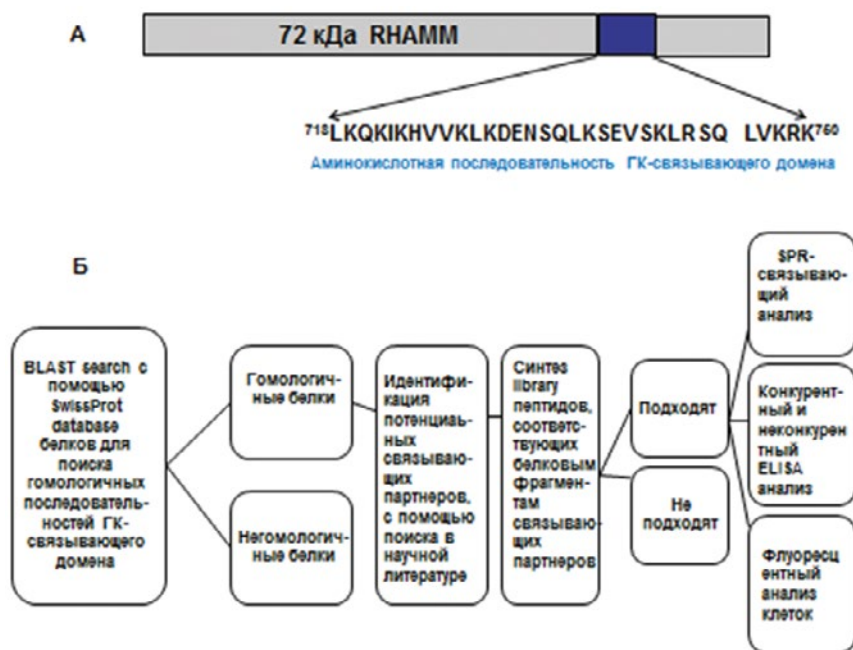 А
72 кДа RHAMM
718LKQKIKHVVKLKDENSQLKSEVSKLRSQ LVKRK750
Аминокислотная последовательность ГК-связывающего домена
Б
BLAST search с
помощью
SwissProt
database
белков для
поиска
гомологичных
последователь-
ностей ГК-
связывающего
домена
Гомологич-
ные белки
Негомологич-
ные белки
Идентифи-
кация
потенциаль-
ных
связываю-
щих
партнеров,
с помощью
поиска в
научной
литературе
Синтез
library
пептидов,
соответс-
твующих
белковым
фрагмен-
там
связываю-
щих
партнеров
Подходят
Не
подходят
SPR-
связываю-
щий
анализ
Конкурент-
ный и
неконкурен
тный
ELISA
анализ
Флуоресц
ентный
анализ
клеток